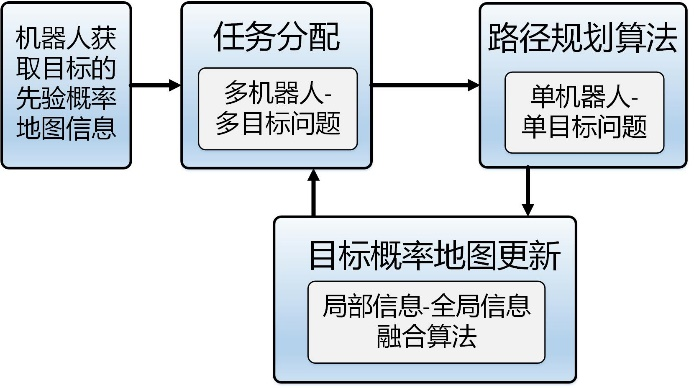 机器人获
取目标的
先验概率
地图信息
任务分配
多机器人-
多目标问题
路径规划算法
单机器人-
单目标问题
目标概率地图更新
局部信息-全局信息
融合算法